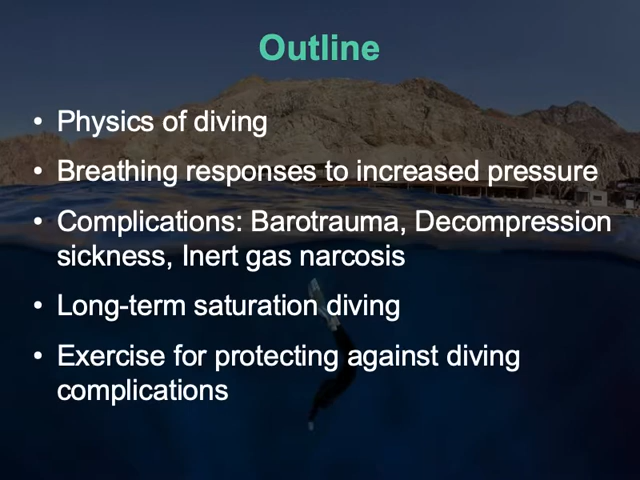 Outline
• Physics of diving
• Breathing responses to increased pressure
• Complications: Barotrauma, Decompression
sickness, Inert gas narcosis
• Long-term saturation diving
• Exercise for protecting against diving
complications